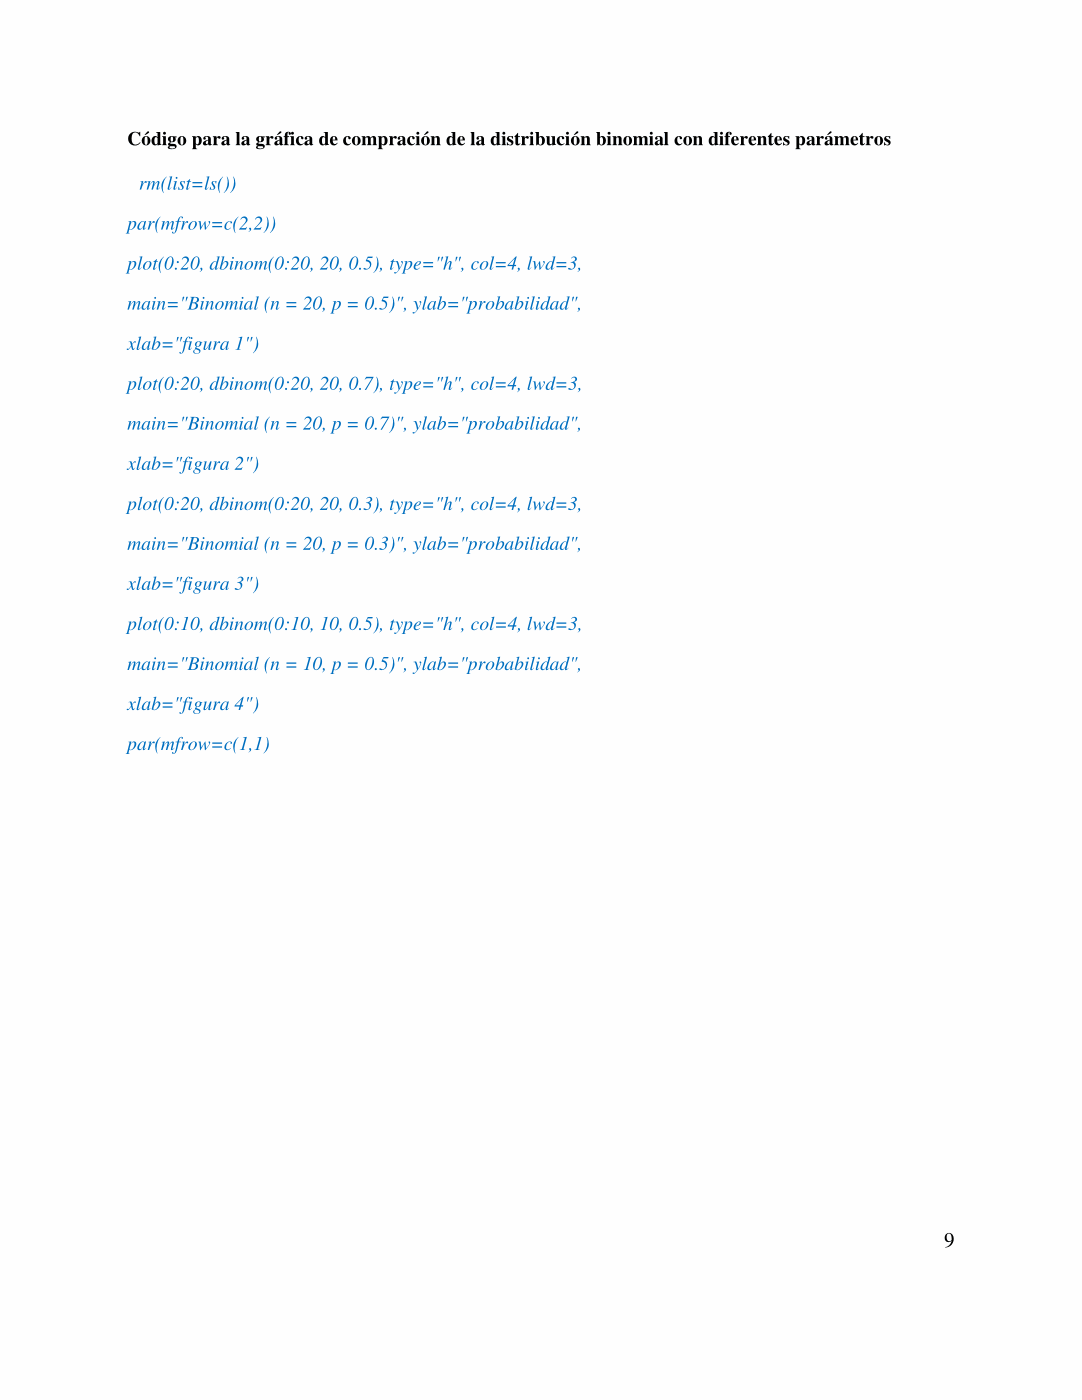 Código para la gráfica de compración de la distribución binomial con diferentes parámetros
rm(list=ls())
par(mfrow=c(2,2))
plot(0:20, dbinom(0:20, 20, 0.5), type="h", col=4, lwd=3,
main="Binomial (n = 20, p = 0.5)", ylab="probabilidad",
xlab="figura 1")
plot(0:20, dbinom(0:20, 20, 0.7), type="h", col=4, lwd=3,
main="Binomial (n = 20, p = 0.7)", ylab="probabilidad",
xlab="figura 2")
plot(0:20, dbinom(0:20, 20, 0.3), type="h", col=4, lwd=3,
main="Binomial (n = 20, p = 0.3)", ylab="probabilidad",
xlab="figura 3")
plot(0:10, dbinom(0:10, 10, 0.5), type="h", col=4, lwd=3,
main="Binomial (n = 10, p = 0.5)", ylab="probabilidad",
xlab="figura 4")
par(mfrow=c(1,1)
9